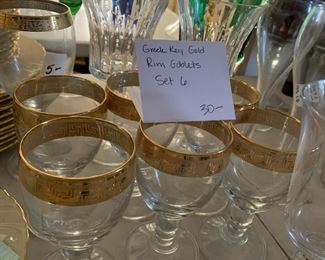 Greek Key Gold
Rim Goblets
Set 6
30-
5-